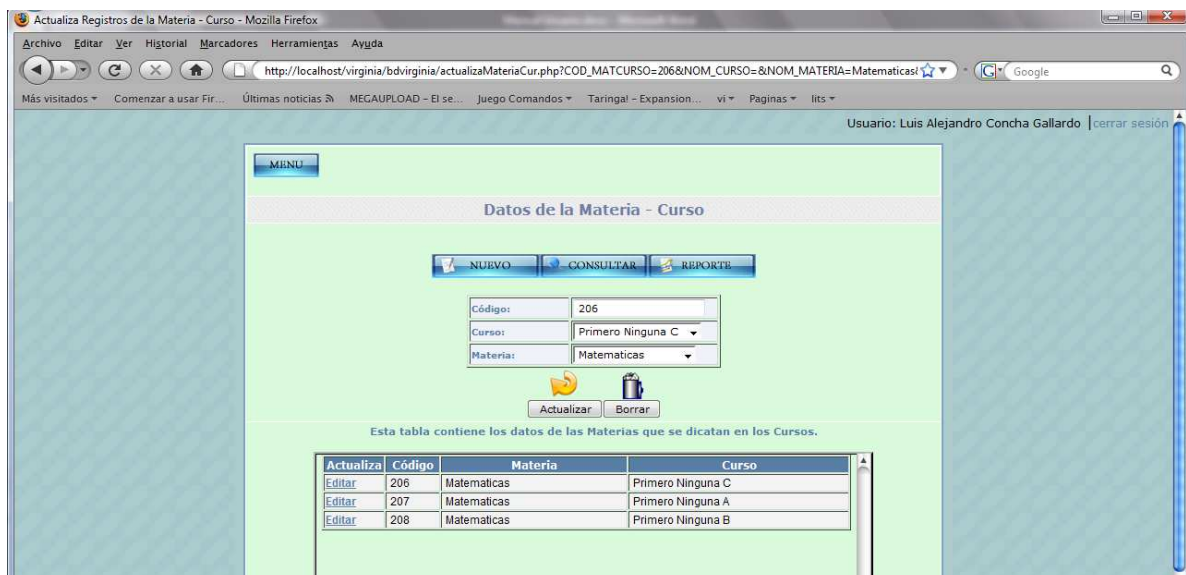 Actualiza Registros de la Materia - Curso - Mozilla Firefox
Archivo Editar Ver Historial Marcadores Herramientas Ayuda
http://localhost/virginia/bdvirginia/actualizaMateriaCur.php?COD_MATCURSO=206&NOM_CURSO=&NOM_MATERIA=Matematicas&
Google
Más visitados Comenzar a usar Fir... Últimas noticias MEGAUPLOAD - El se... Juego Comandos Taringa! - Expansion... vi Paginas lits
Usuario: Luis Alejandro Concha Gallardo | cerrar sesión
MENU
Datos de la Materia - Curso
NUEVO CONSULTAR REPORTE
Código: 206
Curso: Primero Ninguna C
Materia: Matematicas
Actualizar Borrar
Esta tabla contiene los datos de las Materias que se dicatan en los Cursos.
Actualiza Código Materia Curso
Editar 206 Matematicas Primero Ninguna C
Editar 207 Matematicas Primero Ninguna A
Editar 208 Matematicas Primero Ninguna B